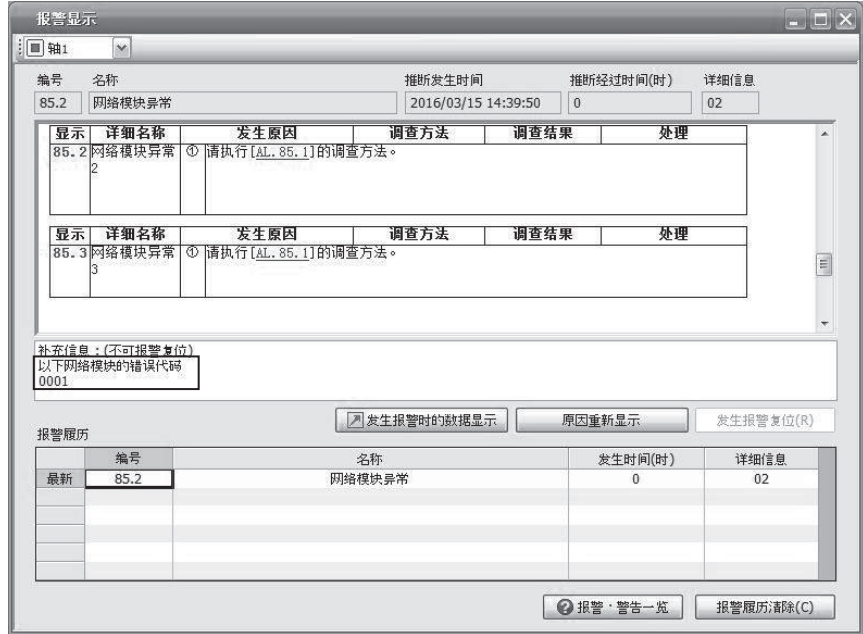 报警显示
轴1
编号 名称 推断发生时间 推断经过时间(时) 详细信息
85.2 网络模块异常 2016/03/15 14:39:50 0 02
显示 详细名称 发生原因 调查方法 调查结果 处理
85.2 网络模块异常 ① 请执行[AL.85.1]的调查方法。
2
显示 详细名称 发生原因 调查方法 调查结果 处理
85.3 网络模块异常 ① 请执行[AL.85.1]的调查方法。
3
补充信息:(不可报警复位)
以下网络模块的错误代码
0001
发生报警时的数据显示 原因重新显示 发生报警复位(R)
报警履历
编号 名称 发生时间(时) 详细信息
最新 85.2 网络模块异常 0 02
报警·警告一览 报警履历清除(C)